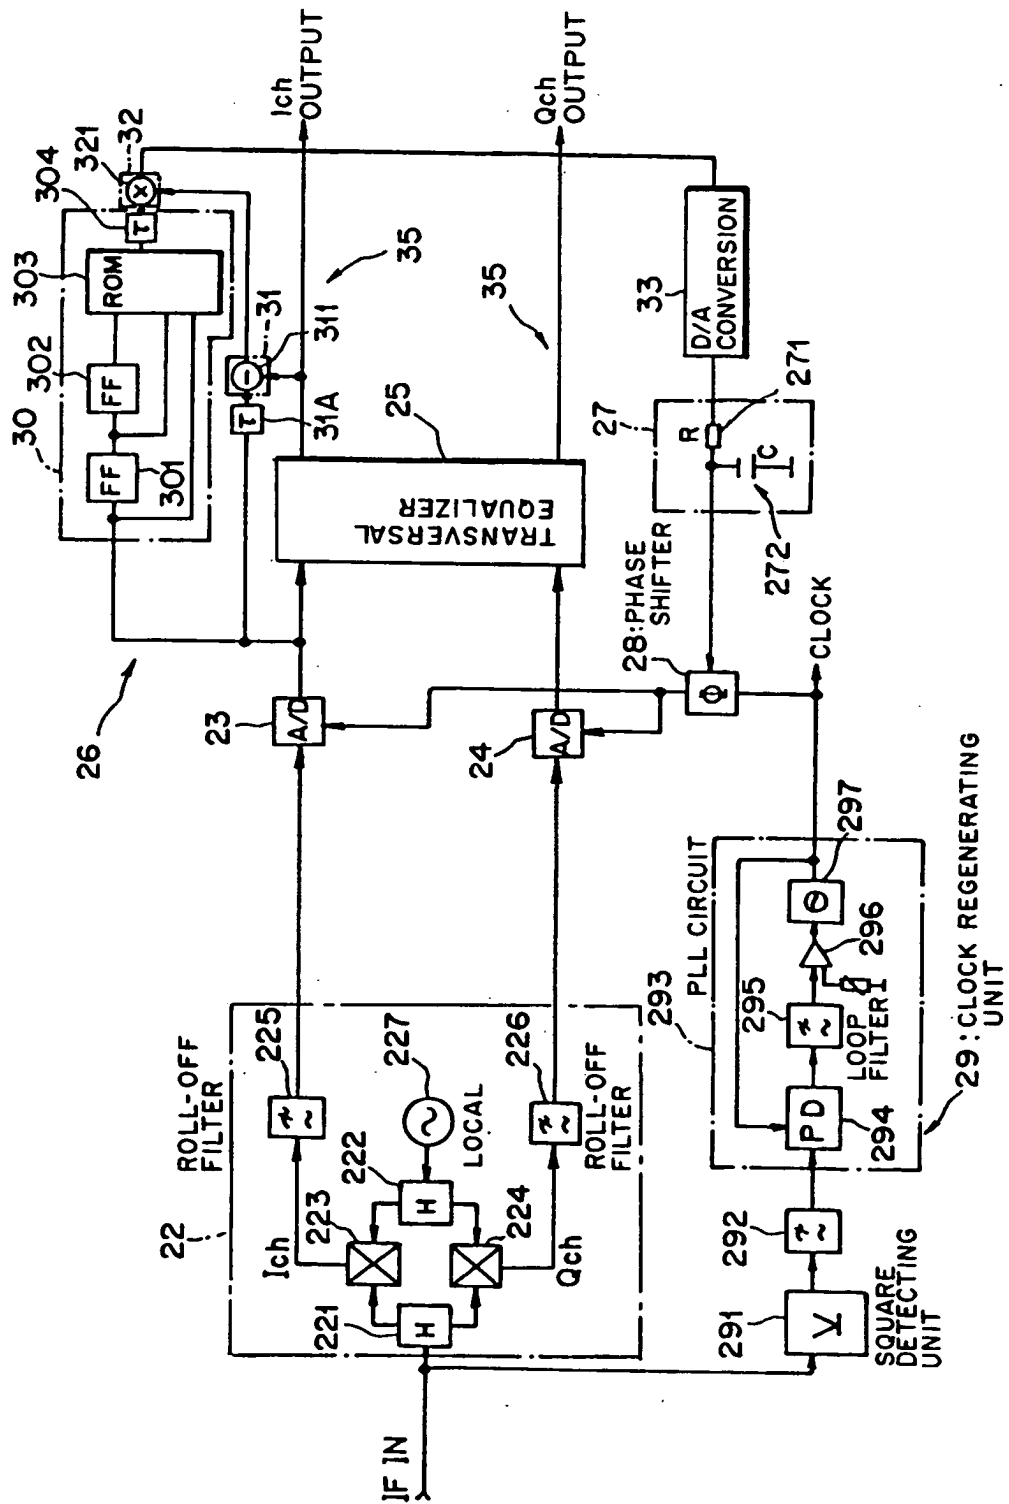 IF IN
22
ROLL-OFF
FILTER
221
H
Ich
223
222
H
224
Qch
225
227
LOCAL
226
ROLL-OFF
FILTER
26
23
A/D
24
A/D
30
FF
301
FF
302
303
ROM
304
τ
321
32
X
τ
31A
−
31
311
25
TRANSVERSAL
EQUALIZER
35
35
Ich
OUTPUT
Qch
OUTPUT
28:PHASE
SHIFTER
Φ
27
R
271
C
272
33
D/A
CONVERSION
CLOCK
291
SQUARE
DETECTING
UNIT
292
293
PLL CIRCUIT
PD
294
295
LOOP
FILTER
296
297
29:CLOCK REGENERATING
UNIT